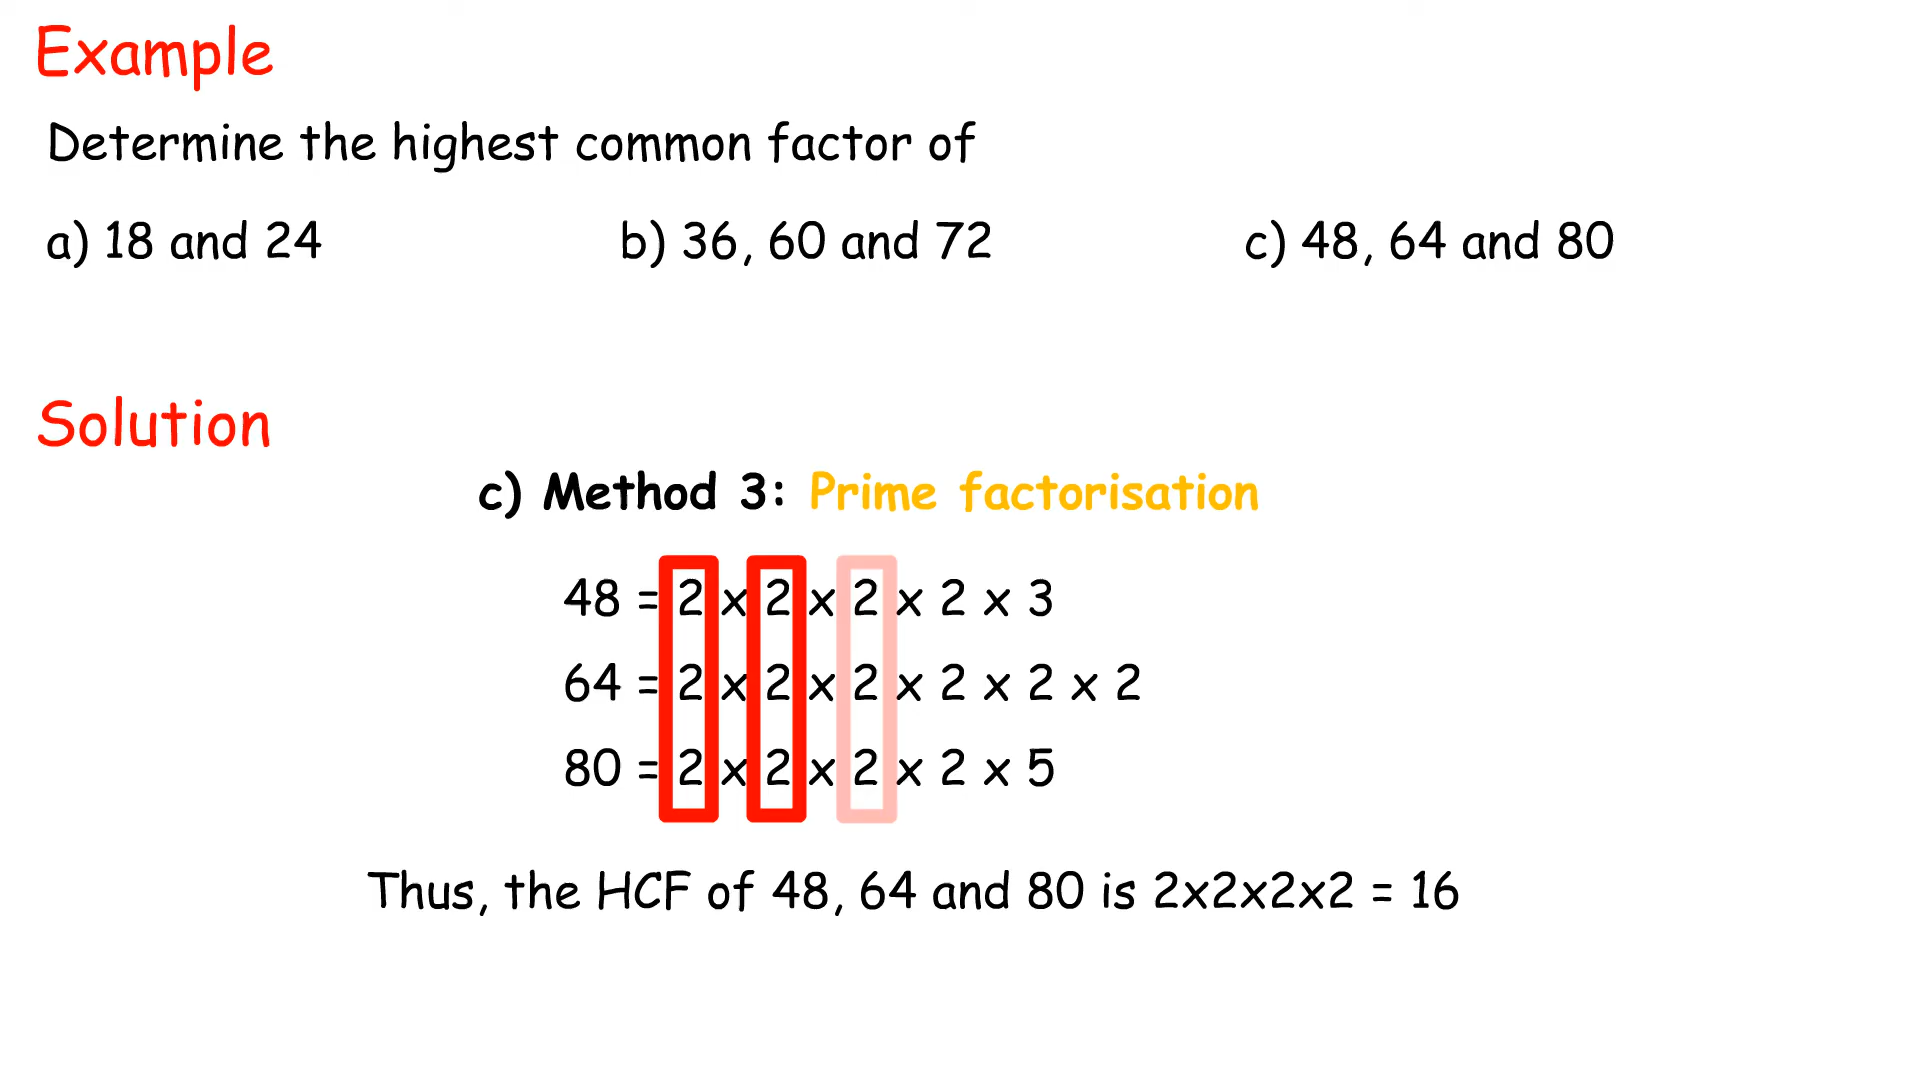 Example
Determine the highest common factor of
a) 18 and 24 b) 36, 60 and 72 c) 48, 64 and 80
Solution
c) Method 3: Prime factorisation
48 = 2 x 2 x 2 x 2 x 3
64 = 2 x 2 x 2 x 2 x 2 x 2
80 = 2 x 2 x 2 x 2 x 5
Thus, the HCF of 48, 64 and 80 is 2x2x2x2 = 16